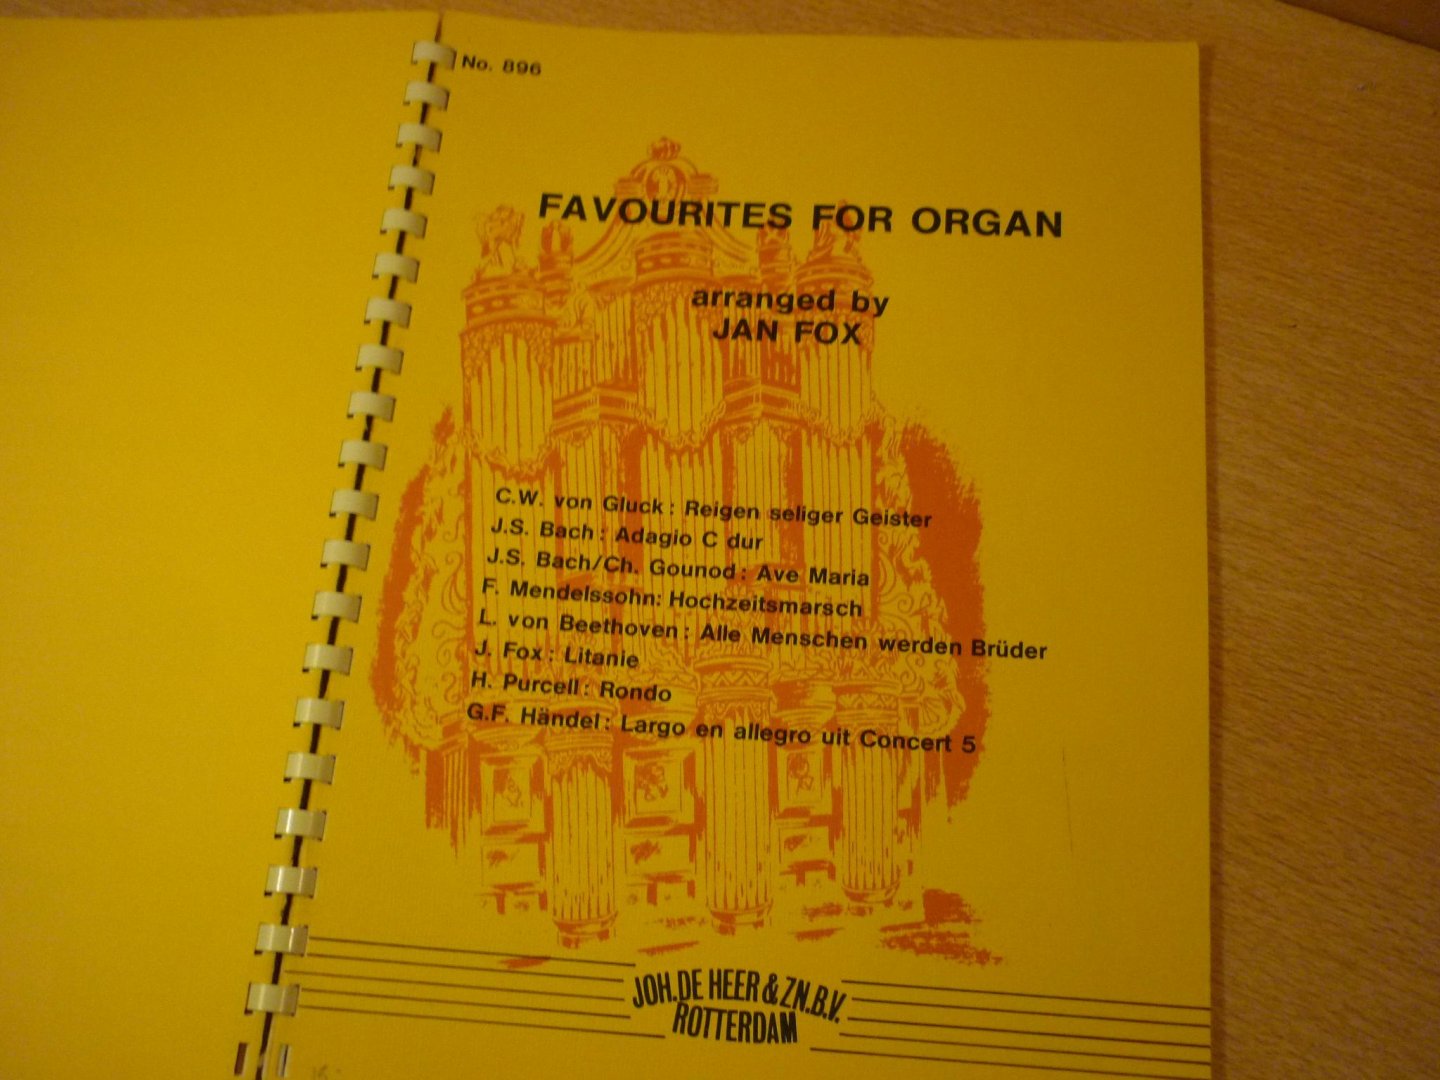 No. 896
FAVOURITES FOR ORGAN
arranged by
JAN FOX
C.W. von Gluck : Reigen seliger Geister
J.S. Bach : Adagio C dur
J.S. Bach/Ch. Gounod : Ave Maria
F. Mendelssohn: Hochzeitsmarsch
L. von Beethoven : Alle Menschen werden Brüder
J. Fox : Litanie
H. Purcell : Rondo
G.F. Händel : Largo en allegro uit Concert 5
JOH. DE HEER & ZN. B.V.
ROTTERDAM